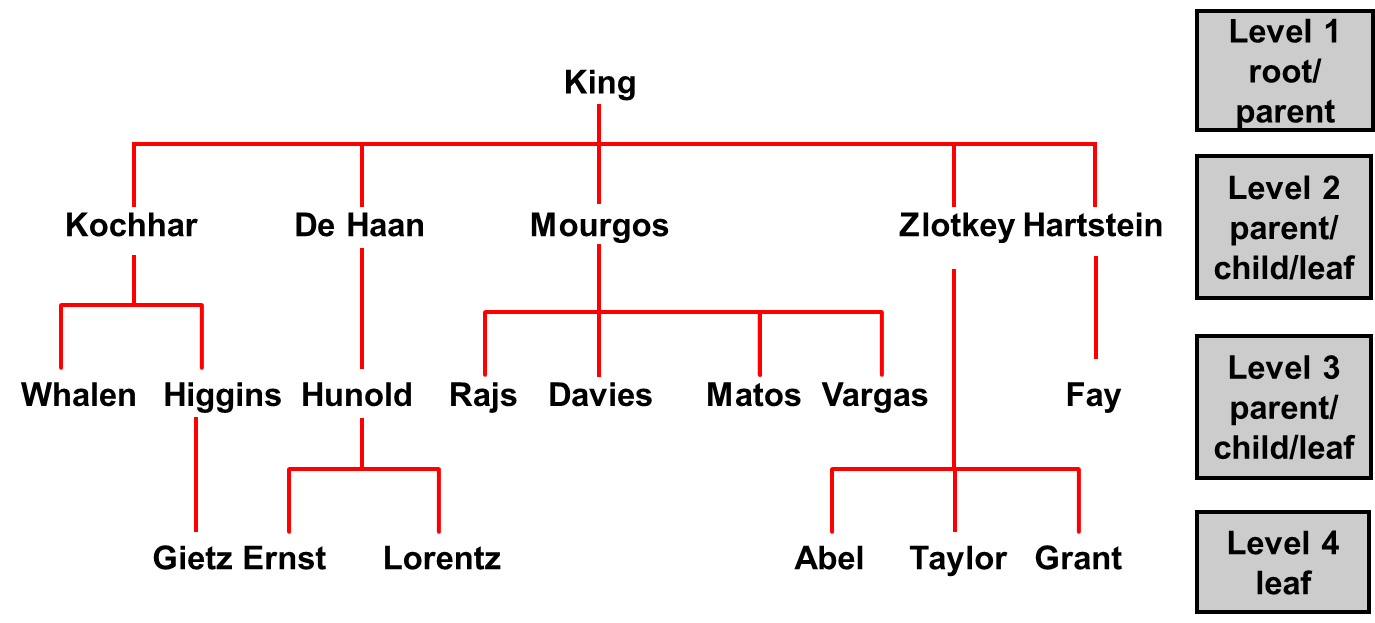 King
Kochhar De Haan Mourgos Zlotkey Hartstein
Whalen Higgins Hunold Rajs Davies Matos Vargas Fay
Gietz Ernst Lorentz Abel Taylor Grant
Level 1
root/
parent
Level 2
parent/
child/leaf
Level 3
parent/
child/leaf
Level 4
leaf